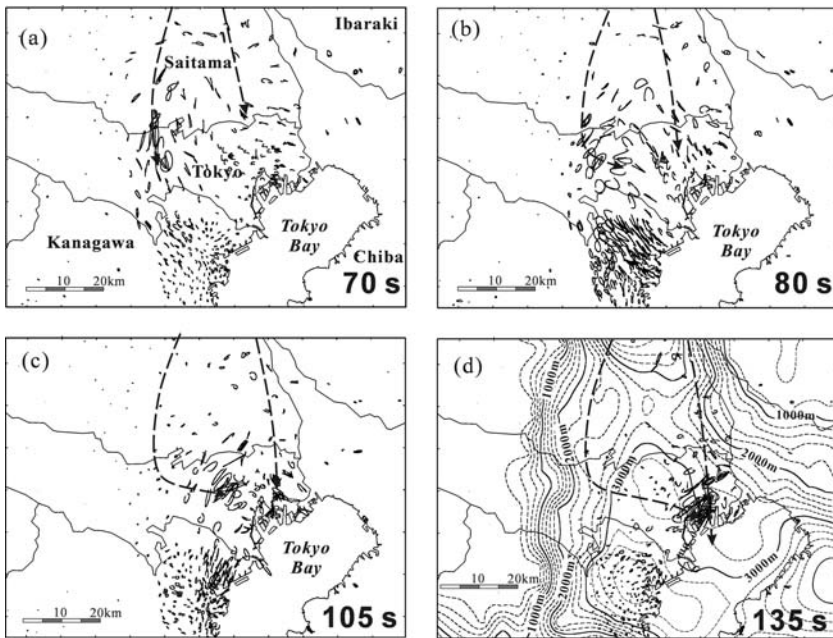 (a)
Ibaraki
Saitama
Tokyo
Kanagawa
Tokyo
Bay
Chiba
10 20km
70 s
(b)
Tokyo
Bay
10 20km
80 s
(c)
Tokyo
Bay
10 20km
105 s
(d)
1000m
2000m
1000m
2000m
3000m
2000m
3000m
1000m
10 20km
135 s